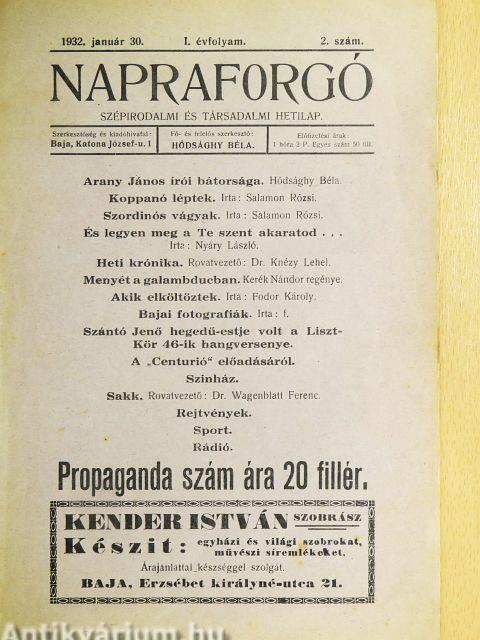 1932. január 30. I. évfolyam. 2. szám.
NAPRAFORGÓ
SZÉPIRODALMI ÉS TÁRSADALMI HETILAP.
Szerkesztőség és kiadóhivatal:
Baja, Katona József-u. 1
Fő- és felelős szerkesztő:
HÓDSÁGHY BÉLA.
Előfizetési árak:
1 hóra 2 P. Egyes szám 50 fill.
Arany János írói bátorsága. Hódsághy Béla.
Koppanó léptek. Irta: Salamon Rózsi.
Szordinós vágyak. Irta: Salamon Rózsi.
És legyen meg a Te szent akaratod . . .
Irta: Nyáry László.
Heti krónika. Rovatvezető: Dr. Knézy Lehel.
Menyét a galambducban. Kerék Nándor regénye.
Akik elköltöztek. Irta: Fodor Károly.
Bajai fotografiák. Irta: f.
Szántó Jenő hegedű-estje volt a Liszt-
Kör 46-ik hangversenye.
A „Centurió" előadásáról.
Szinház.
Sakk. Rovatvezető: Dr. Wagenblatt Ferenc.
Rejtvények.
Sport.
Rádió.
Propaganda szám ára 20 fillér.
KENDER ISTVÁN SZOBRÁSZ
Készit: egyházi és világi szobrokat,
művészi síremlékeket,
Árajánlattal készséggel szolgát.
BAJA, Erzsébet királyné-utca 21.
Antikvárium.hu